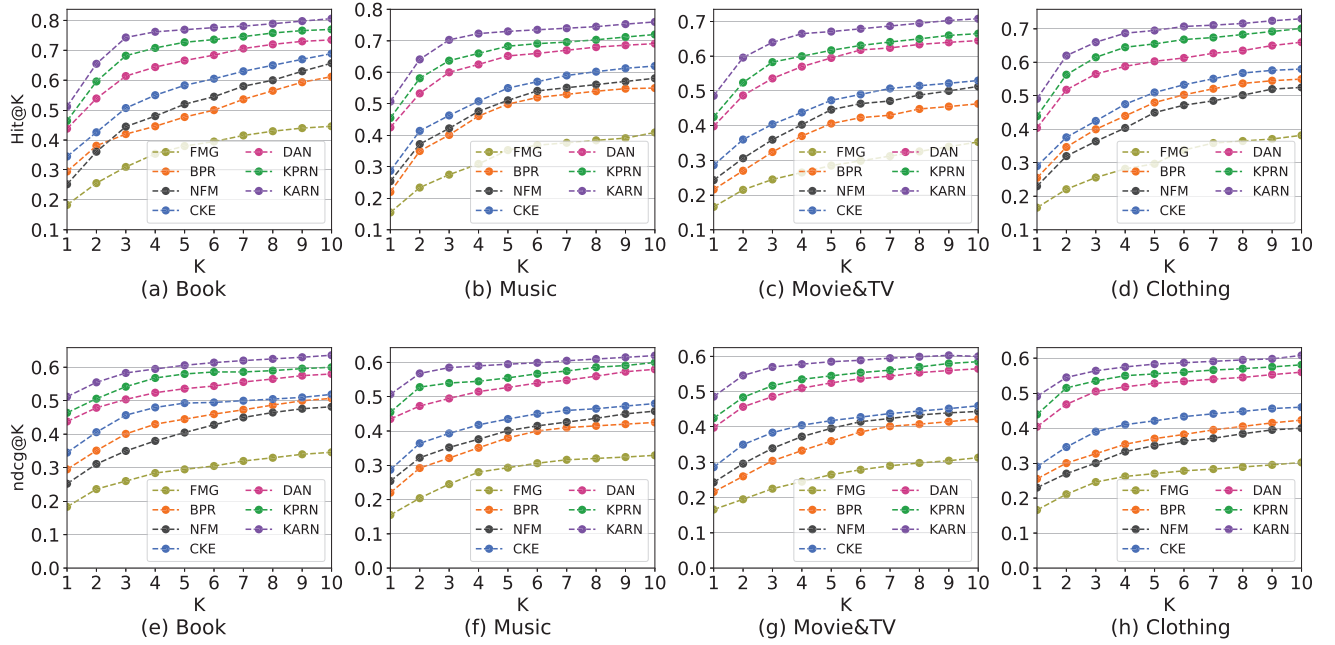 Hit@K
0.8
0.7
0.6
0.5
0.4
0.3
0.2
0.1
FMG
BPR
NFM
CKE
DAN
KPRN
KARN
1 2 3 4 5 6 7 8 9 10
K
(a) Book
0.8
0.7
0.6
0.5
0.4
0.3
0.2
0.1
FMG
BPR
NFM
CKE
DAN
KPRN
KARN
1 2 3 4 5 6 7 8 9 10
K
(b) Music
0.7
0.6
0.5
0.4
0.3
0.2
0.1
FMG
BPR
NFM
CKE
DAN
KPRN
KARN
1 2 3 4 5 6 7 8 9 10
K
(c) Movie&TV
0.7
0.6
0.5
0.4
0.3
0.2
0.1
FMG
BPR
NFM
CKE
DAN
KPRN
KARN
1 2 3 4 5 6 7 8 9 10
K
(d) Clothing
ndcg@K
0.6
0.5
0.4
0.3
0.2
0.1
0.0
FMG
BPR
NFM
CKE
DAN
KPRN
KARN
1 2 3 4 5 6 7 8 9 10
K
(e) Book
0.6
0.5
0.4
0.3
0.2
0.1
0.0
FMG
BPR
NFM
CKE
DAN
KPRN
KARN
1 2 3 4 5 6 7 8 9 10
K
(f) Music
0.6
0.5
0.4
0.3
0.2
0.1
0.0
FMG
BPR
NFM
CKE
DAN
KPRN
KARN
1 2 3 4 5 6 7 8 9 10
K
(g) Movie&TV
0.6
0.5
0.4
0.3
0.2
0.1
0.0
FMG
BPR
NFM
CKE
DAN
KPRN
KARN
1 2 3 4 5 6 7 8 9 10
K
(h) Clothing